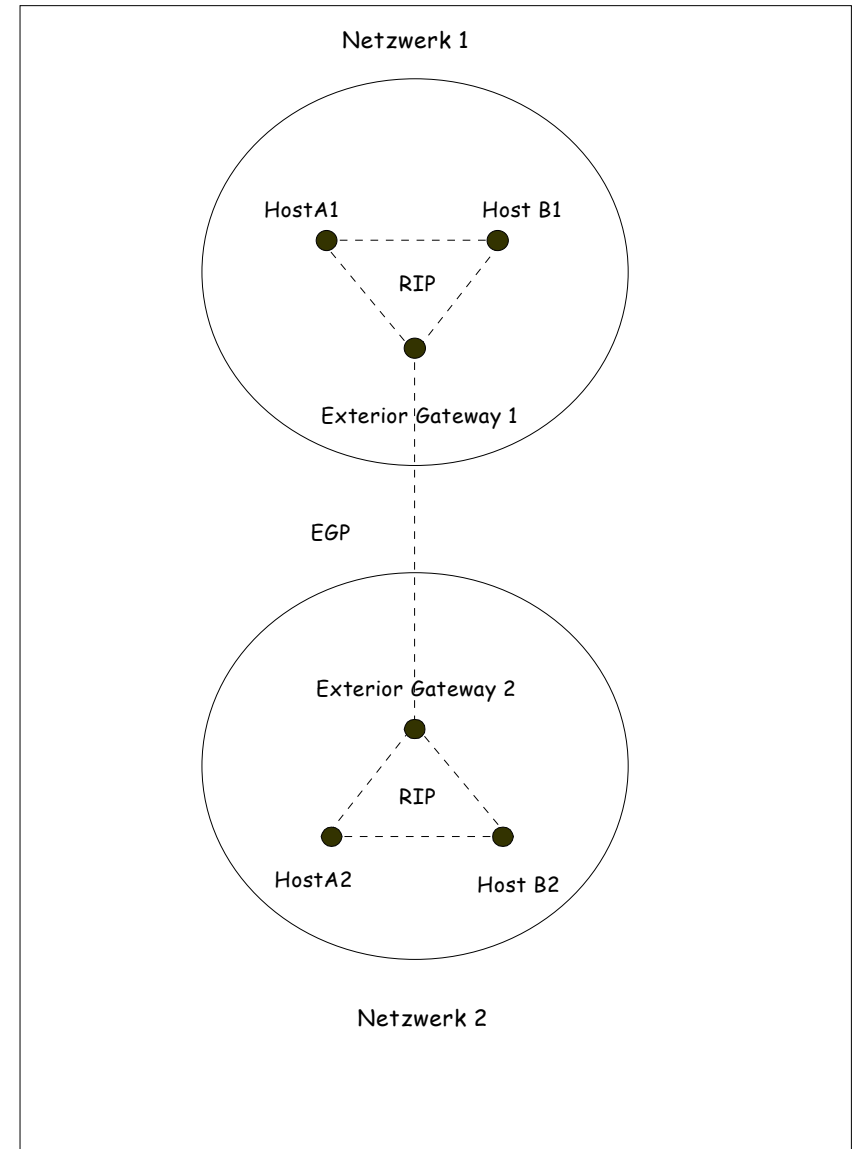 Netzwerk 1
HostA1
Host B1
RIP
Exterior Gateway 1
EGP
Exterior Gateway 2
RIP
HostA2
Host B2
Netzwerk 2